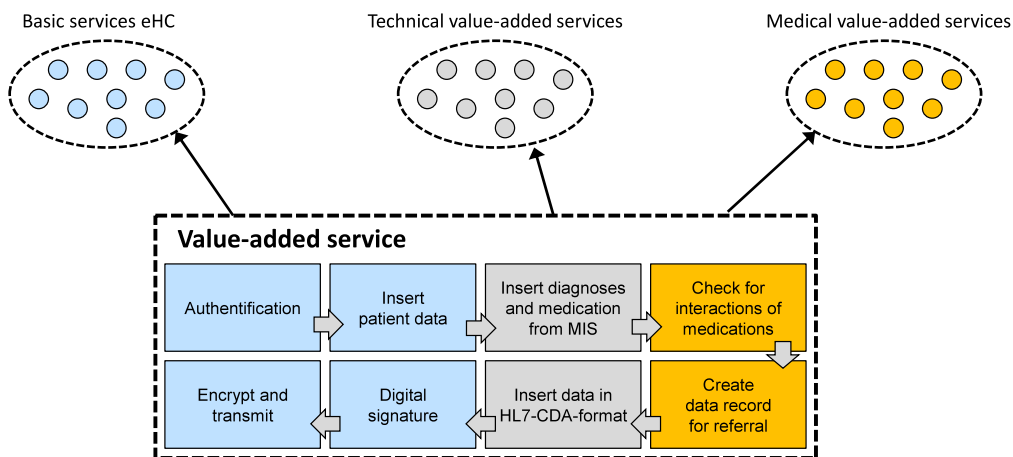 Basic services eHC
Technical value-added services
Medical value-added services
Value-added service
Authentification
Insert
patient data
Insert diagnoses
and medication
from MIS
Check for
interactions of
medications
Encrypt and
transmit
Digital
signature
Insert data in
HL7-CDA-format
Create
data record
for referral